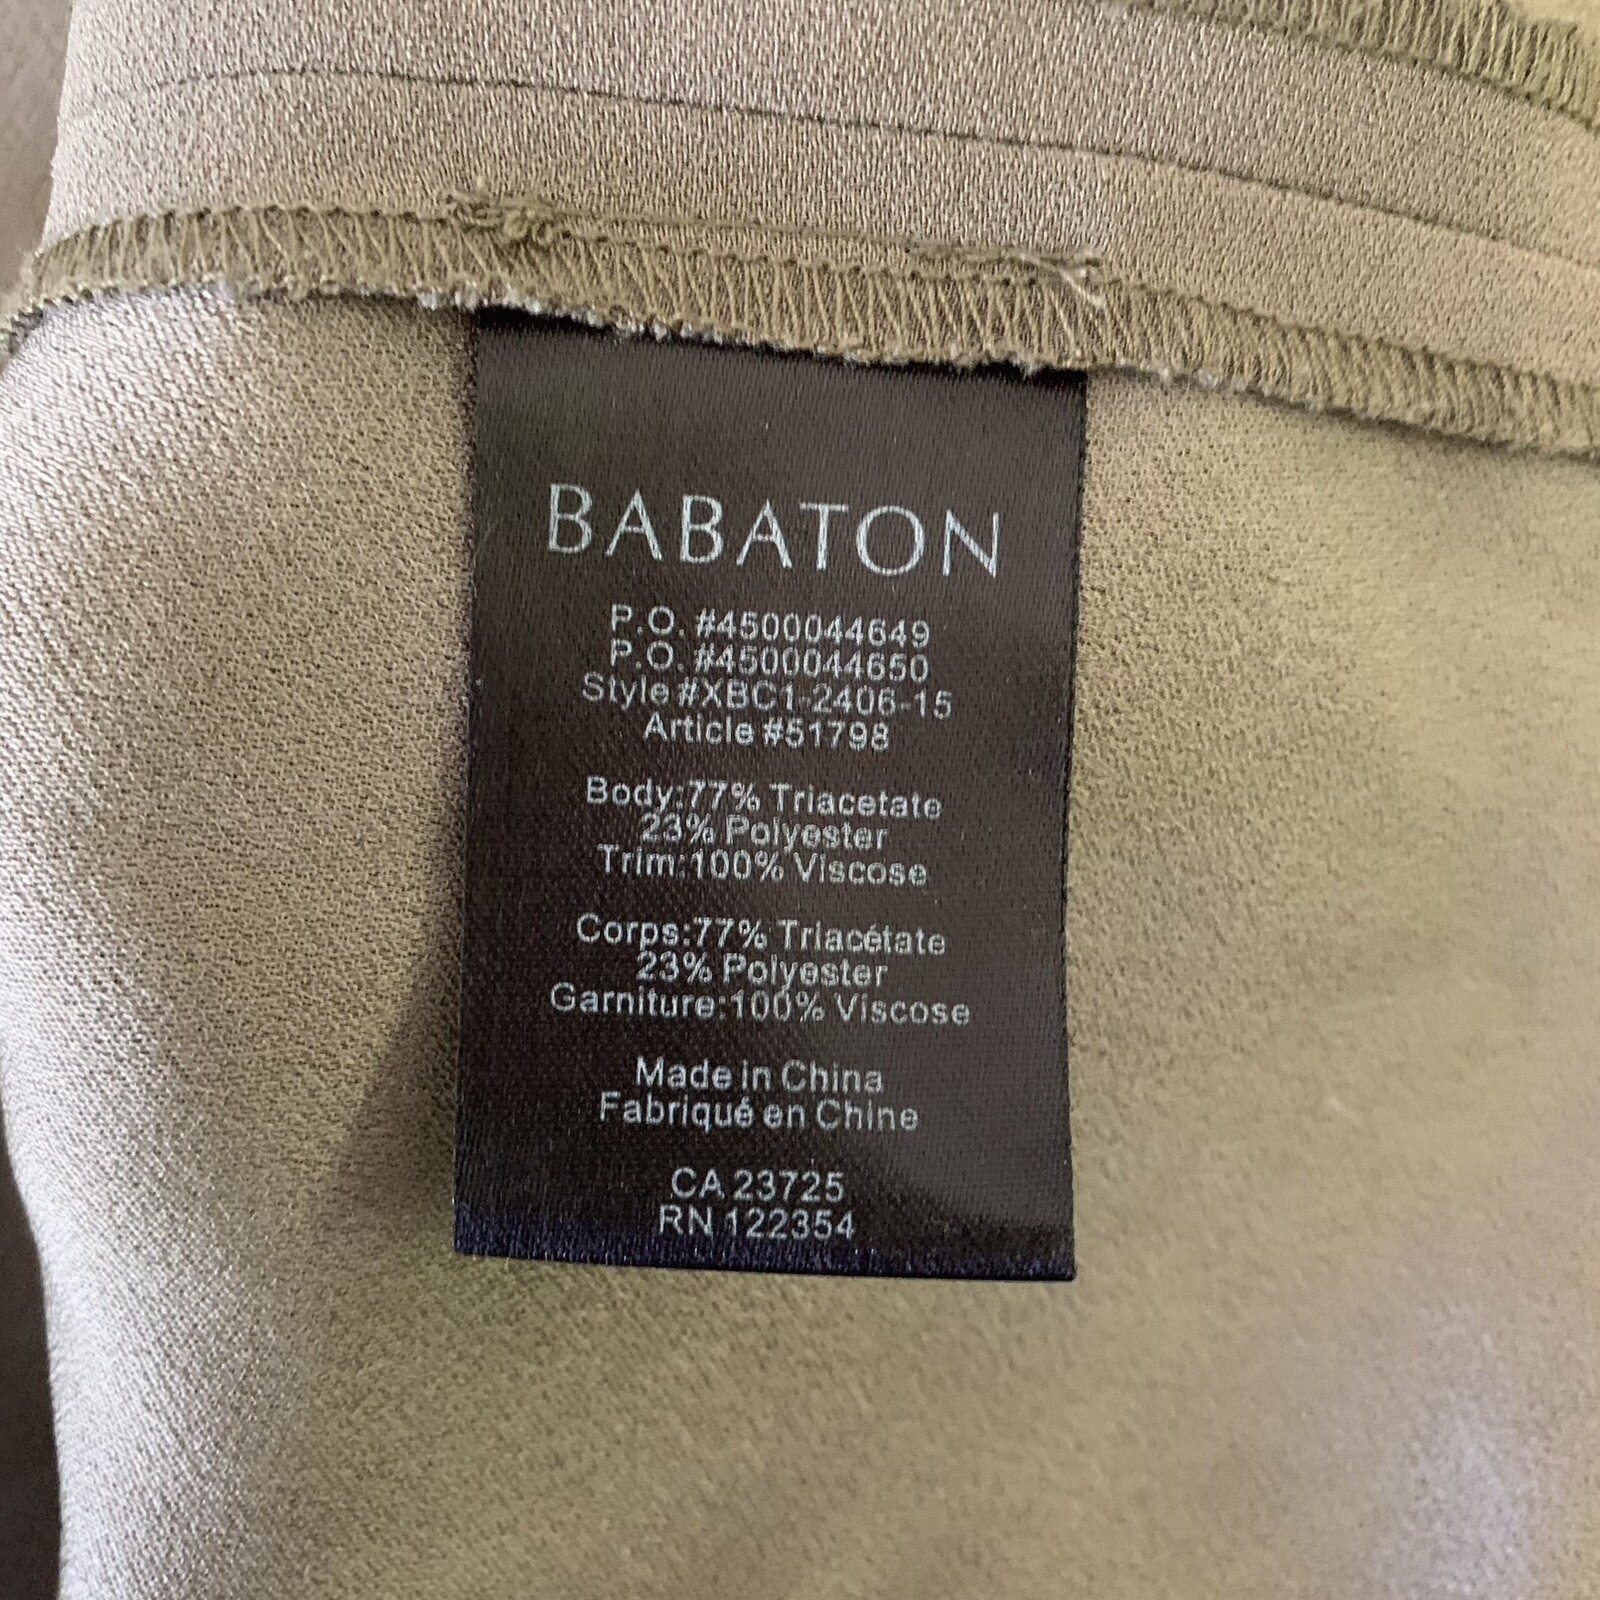 BABATON
P.O. #4500044649
P.O. #4500044650
Style #XBC1-2406-15
Article #51798
Body:77% Triacetate
23% Polyester
Trim:100% Viscose
Corps:77% Triacétate
23% Polyester
Garniture:100% Viscose
Made in China
Fabriqué en Chine
CA 23725
RN 122354